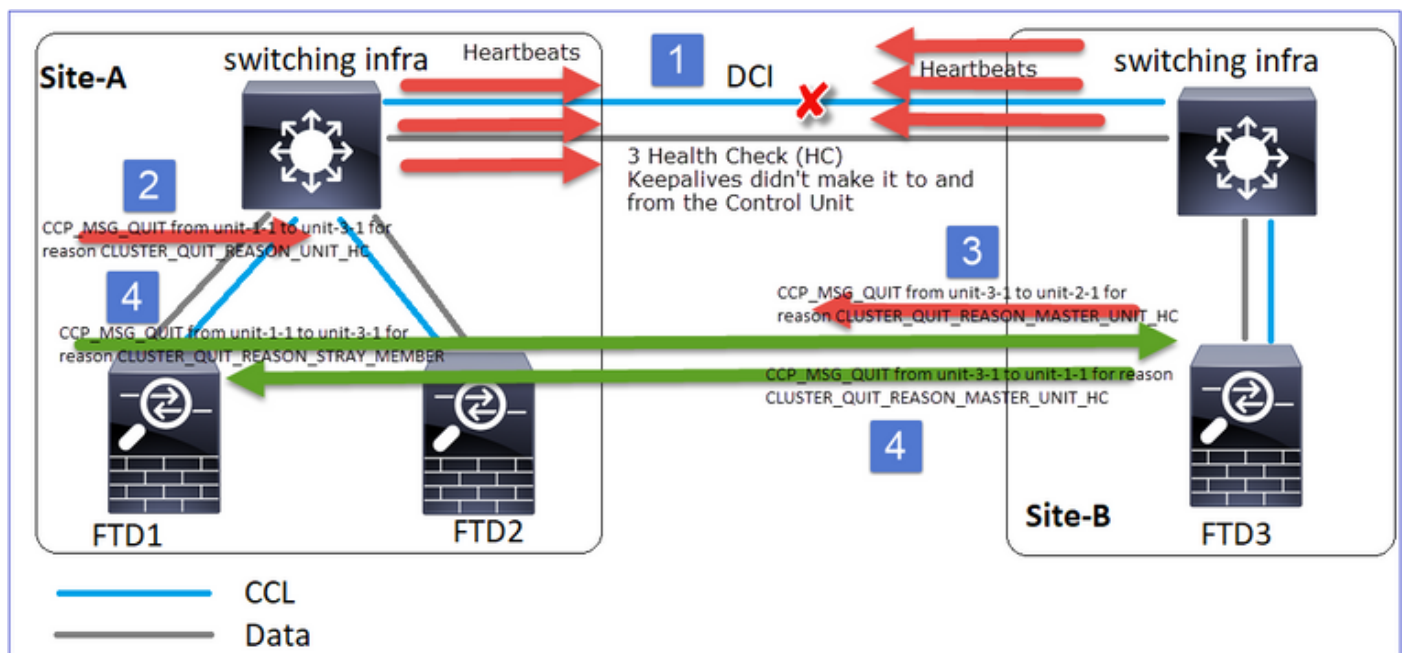 Site-A
switching infra
Heartbeats
1
DCI
Heartbeats
switching infra
3 Health Check (HC)
Keepalives didn't make it to and
from the Control Unit
2
CCP_MSG_QUIT from unit-1-1 to unit-3-1 for
reason CLUSTER_QUIT_REASON_UNIT_HC
4
CCP_MSG_QUIT from unit-1-1 to unit-3-1 for
reason CLUSTER_QUIT_REASON_STRAY_MEMBER
3
CCP_MSG_QUIT from unit-3-1 to unit-2-1 for
reason CLUSTER_QUIT_REASON_MASTER_UNIT_HC
CCP_MSG_QUIT from unit-3-1 to unit-1-1 for reason
CLUSTER_QUIT_REASON_MASTER_UNIT_HC
4
FTD1
FTD2
Site-B
FTD3
CCL
Data